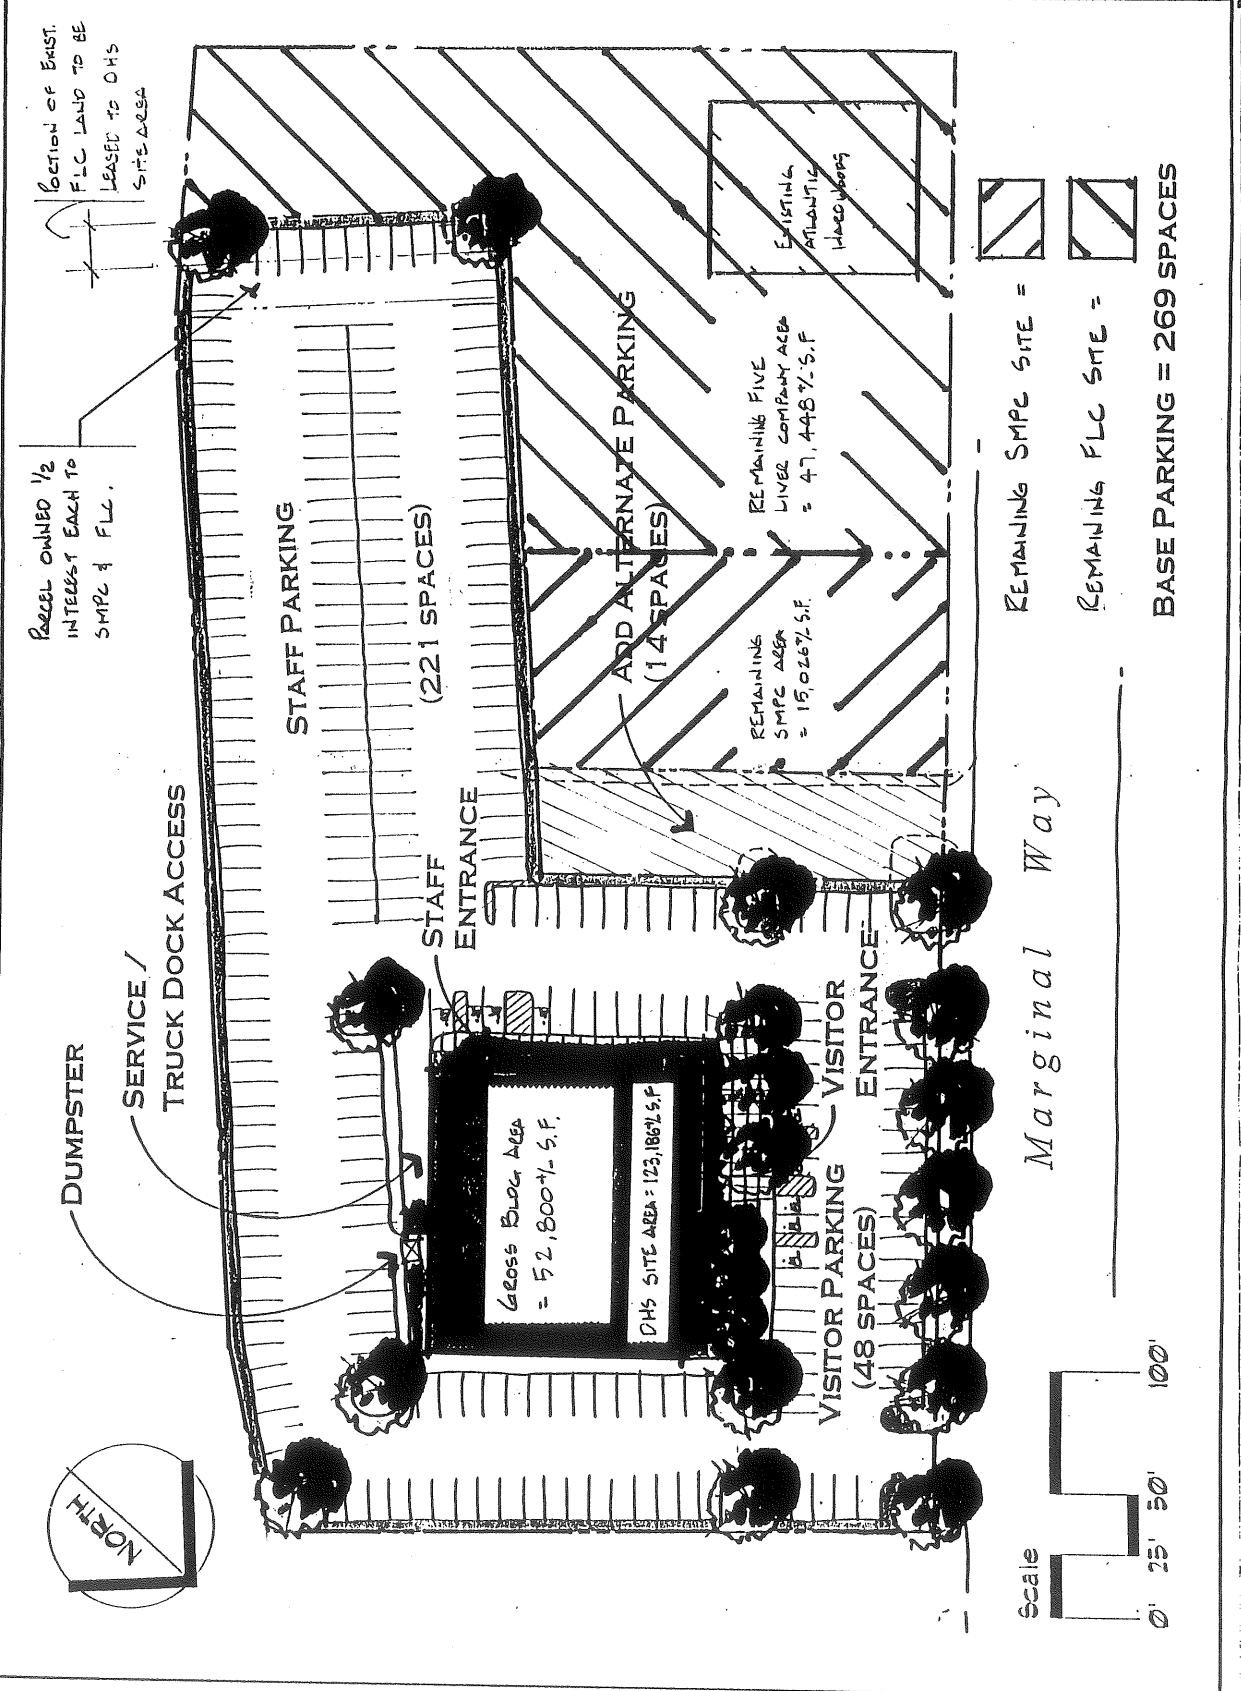 PORTION OF EXIST.
FLC LAND TO BE
LEASED TO DHS
SITE AREA
PARCEL OWNED 1/2
INTEREST EACH TO
SMPC & FLC.
DUMPSTER
SERVICE /
TRUCK DOCK ACCESS
STAFF PARKING
(221 SPACES)
STAFF
ENTRANCE
EXISTING
ATLANTIC
HARDWOODS
ADD ALTERNATE PARKING
(14 SPACES)
REMAINING FIVE
LIVER COMPANY AREA
= 47,448+/- S.F
REMAINING
SMPC AREA
= 15,026+/- S.F.
GROSS BLDG AREA
= 52,800+/- S.F.
DHS SITE AREA = 123,186+/- S.F
VISITOR
ENTRANCE
VISITOR PARKING
(48 SPACES)
Marginal Way
NORTH
Scale
0' 25' 50' 100'
REMAINING SMPC SITE =
REMAINING FLC SITE =
BASE PARKING = 269 SPACES